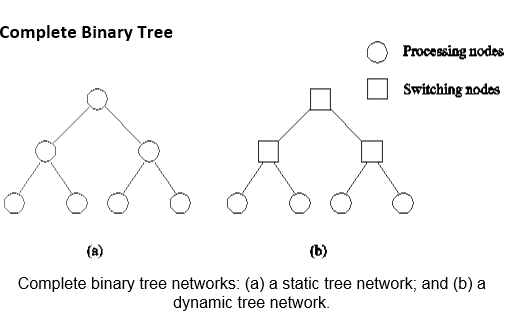 Complete Binary Tree
Processing nodes
Switching nodes
(a)
(b)
Complete binary tree networks: (a) a static tree network; and (b) a
dynamic tree network.